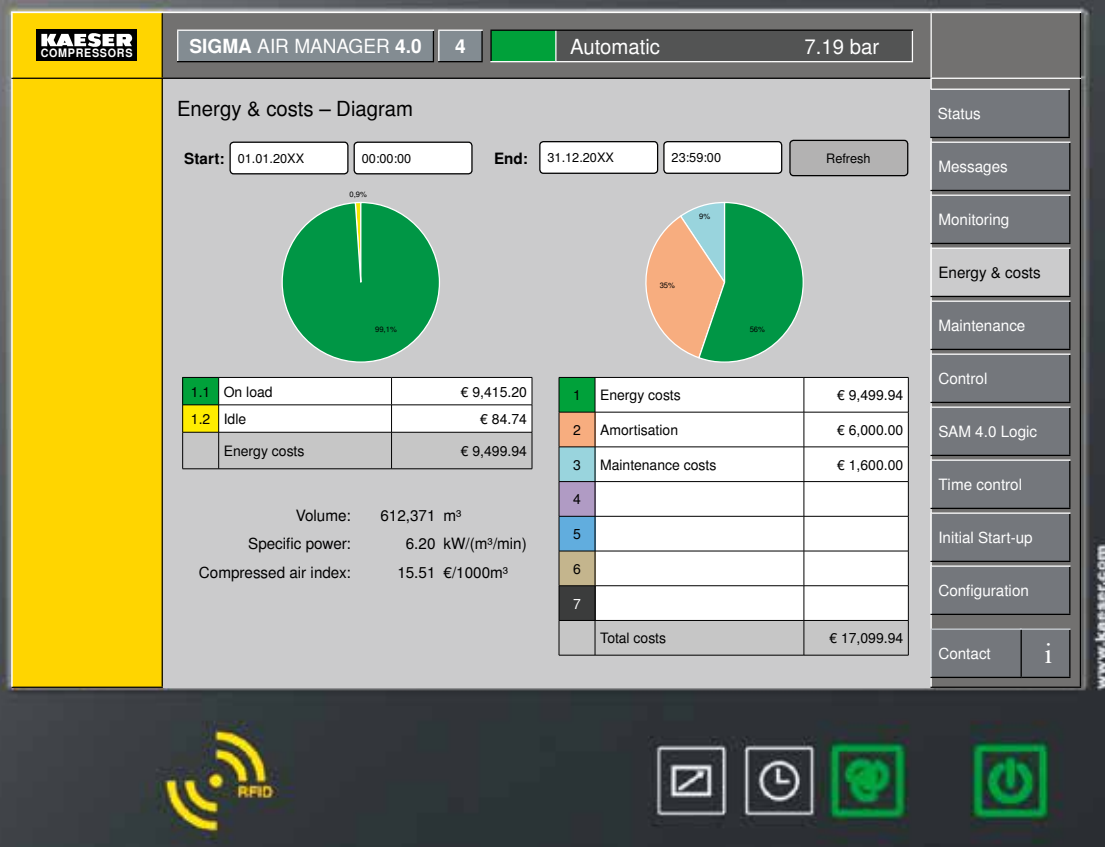 KAESER
COMPRESSORS
SIGMA AIR MANAGER 4.0 4 Automatic 7.19 bar
Energy & costs – Diagram
Start: 01.01.20XX 00:00:00 End: 31.12.20XX 23:59:00 Refresh
0,9%
99,1%
9%
35%
56%
1.1 On load € 9,415.20
1.2 Idle € 84.74
Energy costs € 9,499.94
Volume: 612,371 m³
Specific power: 6.20 kW/(m³/min)
Compressed air index: 15.51 €/1000m³
1 Energy costs € 9,499.94
2 Amortisation € 6,000.00
3 Maintenance costs € 1,600.00
4
5
6
7
Total costs € 17,099.94
Status
Messages
Monitoring
Energy & costs
Maintenance
Control
SAM 4.0 Logic
Time control
Initial Start-up
Configuration
Contact i
www.kaeser.com
RFID